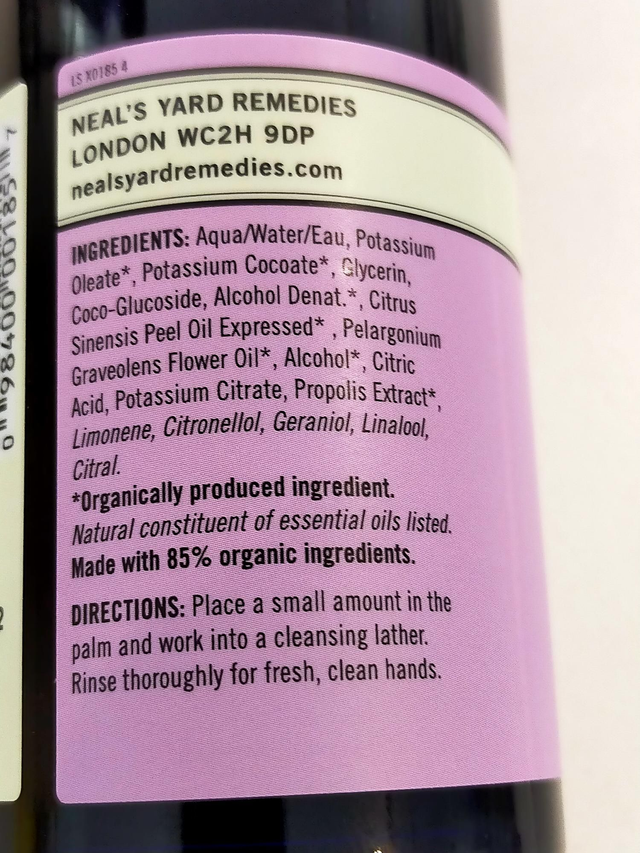 LS X0185 4
NEAL'S YARD REMEDIES
LONDON WC2H 9DP
nealsyardremedies.com
INGREDIENTS: Aqua/Water/Eau, Potassium
Oleate*, Potassium Cocoate*, Glycerin,
Coco-Glucoside, Alcohol Denat.*, Citrus
Sinensis Peel Oil Expressed* , Pelargonium
Graveolens Flower Oil*, Alcohol*, Citric
Acid, Potassium Citrate, Propolis Extract*,
Limonene, Citronellol, Geraniol, Linalool,
Citral.
*Organically produced ingredient.
Natural constituent of essential oils listed.
Made with 85% organic ingredients.
DIRECTIONS: Place a small amount in the
palm and work into a cleansing lather.
Rinse thoroughly for fresh, clean hands.